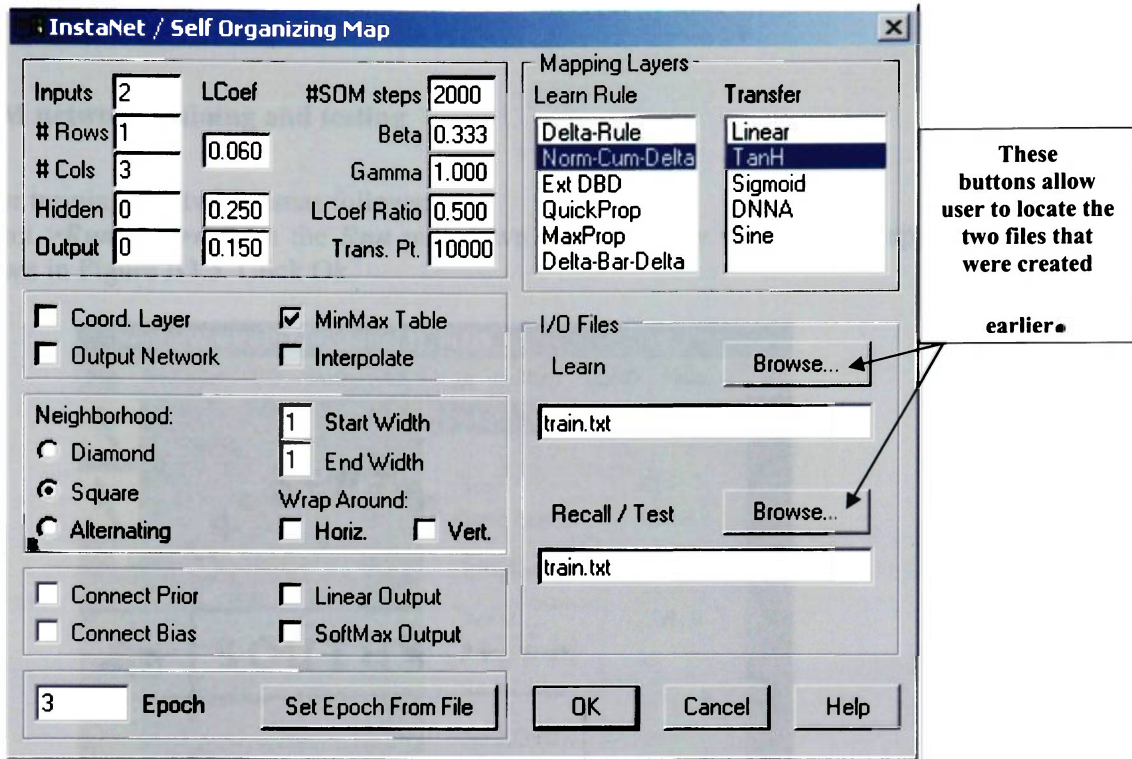 InstaNet / Self Organizing Map
Inputs 2 LCoef #SOM steps 2000
# Rows 1 0.060 Beta 0.333
# Cols 3 Gamma 1.000
Hidden 0 0.250 LCoef Ratio 0.500
Output 0 0.150 Trans. Pt. 10000
Mapping Layers
Learn Rule Transfer
Delta-Rule Linear
Norm-Cum-Delta TanH
Ext DBD Sigmoid
QuickProp DNNA
MaxProp Sine
Delta-Bar-Delta
These
buttons allow
user to locate the
two files that
were created
earlier.
Coord. Layer MinMax Table
Output Network Interpolate
I/O Files
Learn Browse...
train.txt
Recall / Test Browse...
train.txt
Neighborhood: 1 Start Width
Diamond 1 End Width
Square Wrap Around:
Alternating Horiz. Vert.
Connect Prior Linear Output
Connect Bias SoftMax Output
3 Epoch Set Epoch From File
OK Cancel Help